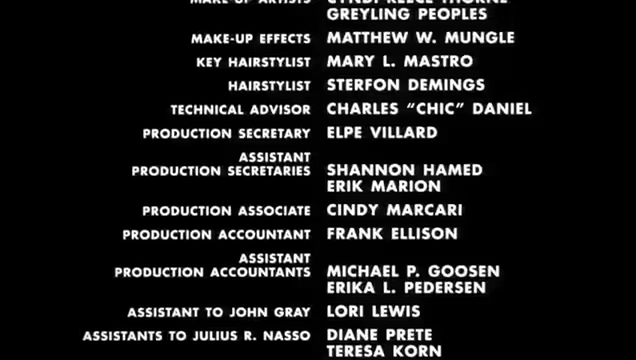 MAKE-UP ARTISTS CYNDI REECE THORNE
GREYLING PEOPLES
MAKE-UP EFFECTS MATTHEW W. MUNGLE
KEY HAIRSTYLIST MARY L. MASTRO
HAIRSTYLIST STERFON DEMINGS
TECHNICAL ADVISOR CHARLES “CHIC” DANIEL
PRODUCTION SECRETARY ELPE VILLARD
ASSISTANT
PRODUCTION SECRETARIES SHANNON HAMED
ERIK MARION
PRODUCTION ASSOCIATE CINDY MARCARI
PRODUCTION ACCOUNTANT FRANK ELLISON
ASSISTANT
PRODUCTION ACCOUNTANTS MICHAEL P. GOOSEN
ERIKA L. PEDERSEN
ASSISTANT TO JOHN GRAY LORI LEWIS
ASSISTANTS TO JULIUS R. NASSO DIANE PRETE
TERESA KORN